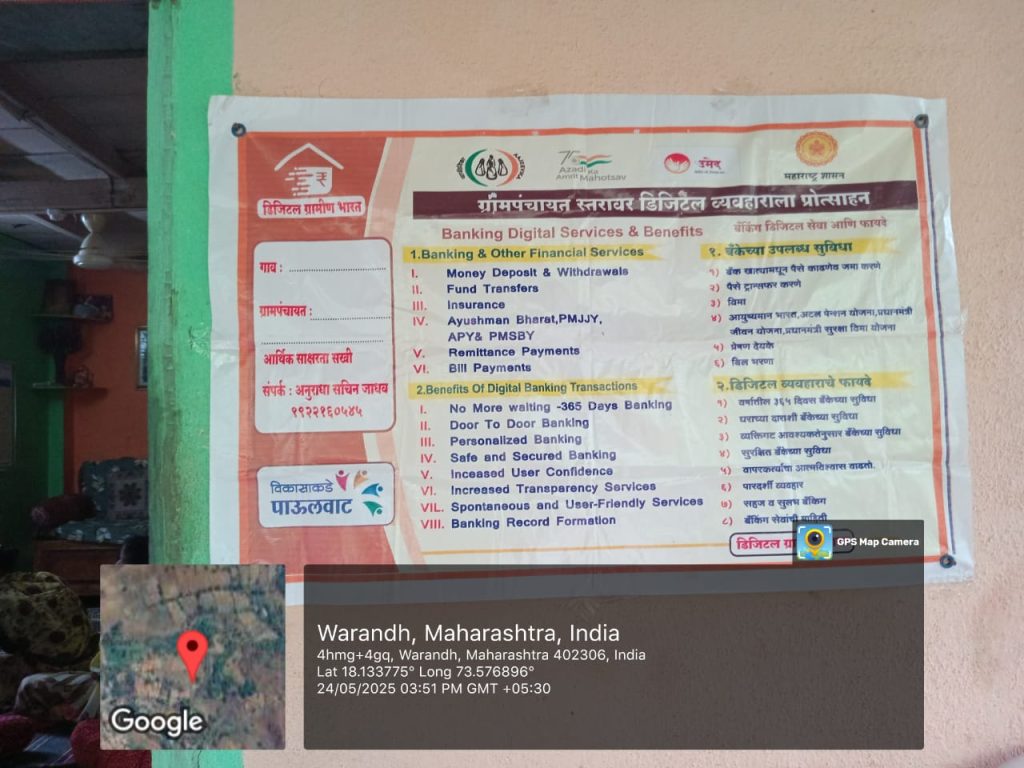 डिजिटल ग्रामीण भारत
गाव :
ग्रामपंचायत :
आर्थिक साक्षरता सखी
संपर्क : अनुराधा सचिन जाधव
९९२२१६०५४५
विकासाकडे
पाऊलवाट
Azadi Ka
Amrit Mahotsav
उमेद
महाराष्ट्र शासन
ग्रामपंचायत स्तरावर डिजिटल व्यवहाराला प्रोत्साहन
Banking Digital Services & Benefits
1.Banking & Other Financial Services
I. Money Deposit & Withdrawals
II. Fund Transfers
III. Insurance
IV. Ayushman Bharat,PMJJY,
APY& PMSBY
V. Remittance Payments
VI. Bill Payments
2.Benefits Of Digital Banking Transactions
I. No More waiting -365 Days Banking
II. Door To Door Banking
III. Personalized Banking
IV. Safe and Secured Banking
V. Inceased User Confidence
VI. Increased Transparency Services
VII. Spontaneous and User-Friendly Services
VIII. Banking Record Formation
बँकिंग डिजिटल सेवा आणि फायदे
१. बँकेच्या उपलब्ध सुविधा
१) बँक खात्यामधून पैसे काढणेव जमा करणे
२) पैसे ट्रान्सफर करणे
३) विमा
४) आयुष्यमान भारत,अटल पेन्शन योजना,प्रधानमंत्री
जीवन योजना,प्रधानमंत्री सुरक्षा विमा योजना
५) प्रेषण देयके
६) बिल भरणा
२.डिजिटल व्यवहाराचे फायदे
१) वर्षातील ३६५ दिवस बँकेच्या सुविधा
२) घराच्या दाराशी बँकेच्या सुविधा
३) व्यक्तिगट आवश्यकतेनुसार बँकेच्या सुविधा
४) सुरक्षित बँकेच्या सुविधा
५) वापरकर्त्याचा आत्मविश्वास वाढतो.
६) पारदर्शी व्यवहार
७) सहज व सुलभ बँकिंग
८) बँकिंग सेवांची माहिती
डिजिटल
GPS Map Camera
Warandh, Maharashtra, India
4hmg+4gq, Warandh, Maharashtra 402306, India
Lat 18.133775° Long 73.576896°
24/05/2025 03:51 PM GMT +05:30
Google